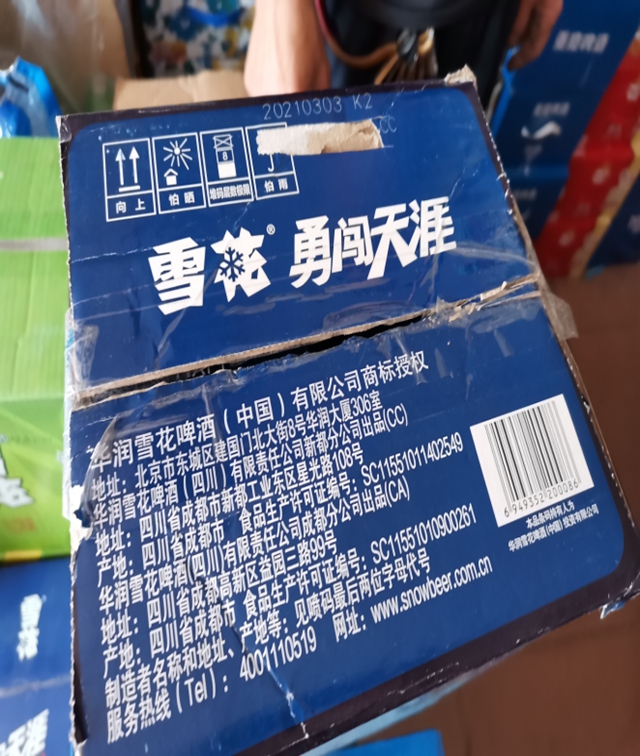 20210303 K2
CC
向上
怕晒
8
堆码层数极限
怕雨
雪花® 勇闯天涯
华润雪花啤酒（中国）有限公司商标授权
地址：北京市东城区建国门北大街8号华润大厦306室
华润雪花啤酒（四川）有限责任公司新都分公司出品(CC)
地址：四川省成都市新都工业东区星光路108号
产地：四川省成都市 食品生产许可证编号：SC11551011402549
华润雪花啤酒(四川)有限责任公司成都分公司出品(CA)
地址：四川省成都高新区益园三路99号
产地：四川省成都市 食品生产许可证编号：SC11551010900261
制造者名称和地址、产地等：见喷码最后两位字母代号
服务热线（Tel）：4001110519 网址：www.snowbeer.com.cn
6 949352 200086
本品条码持有人为
华润雪花啤酒（中国）投资有限公司
雪花
勇闯天涯